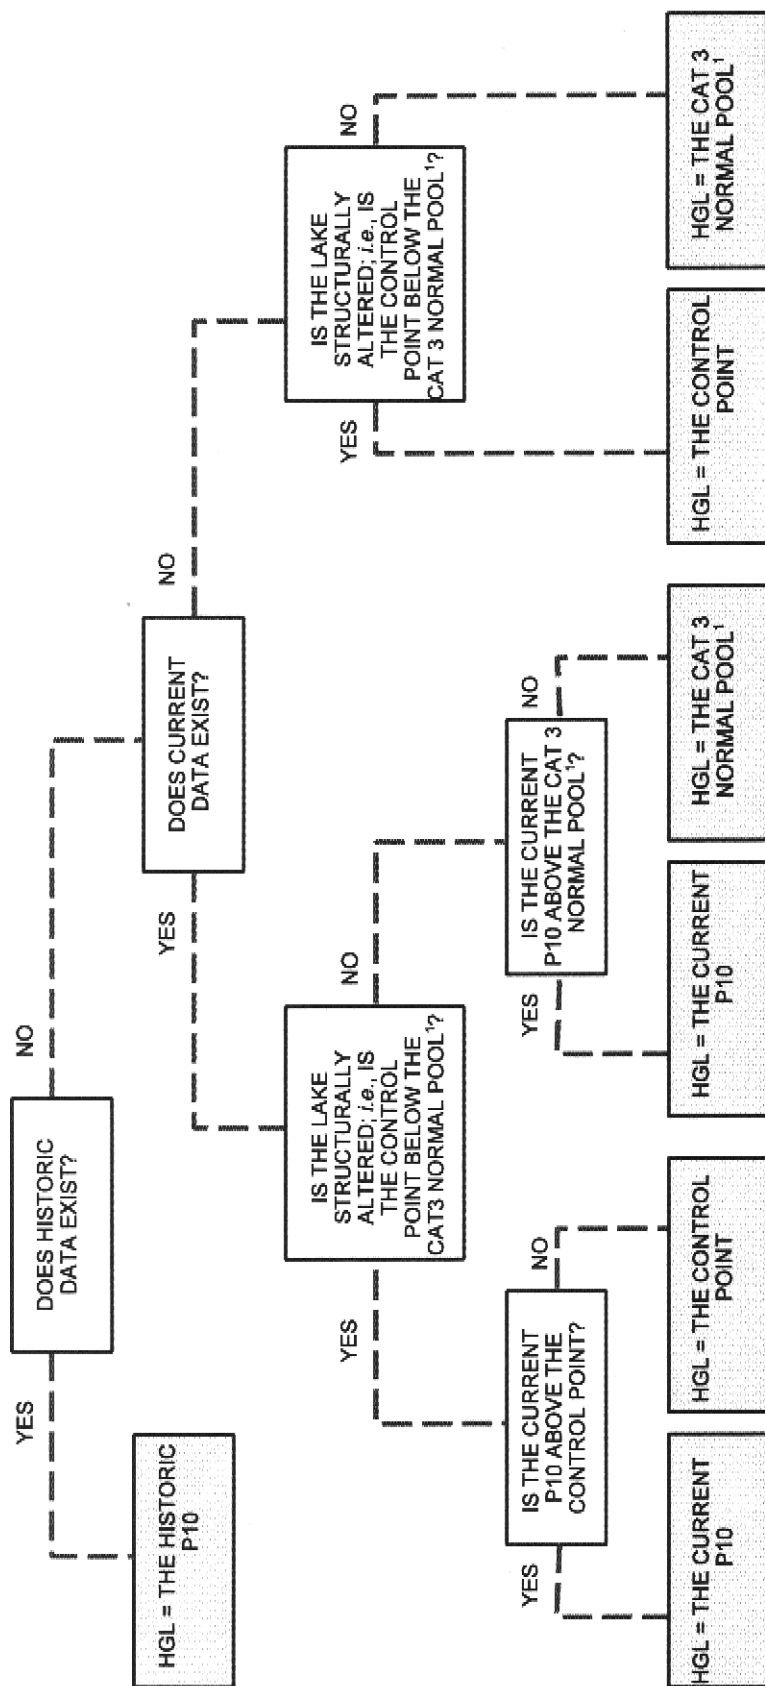 DOES HISTORIC
DATA EXIST?
YES
NO
HGL = THE HISTORIC
P10
DOES CURRENT
DATA EXIST?
YES
NO
IS THE LAKE
STRUCTURALLY
ALTERED; i.e., IS
THE CONTROL
POINT BELOW THE
CAT3 NORMAL POOL¹?
YES
NO
IS THE LAKE
STRUCTURALLY
ALTERED; i.e., IS
THE CONTROL
POINT BELOW THE
CAT 3 NORMAL POOL¹?
YES
NO
IS THE CURRENT
P10 ABOVE THE
CONTROL POINT?
YES
NO
IS THE CURRENT
P10 ABOVE THE CAT 3
NORMAL POOL¹?
YES
NO
HGL = THE CURRENT
P10
HGL = THE CONTROL
POINT
HGL = THE CURRENT
P10
HGL = THE CAT 3
NORMAL POOL¹
HGL = THE CONTROL
POINT
HGL = THE CAT 3
NORMAL POOL¹